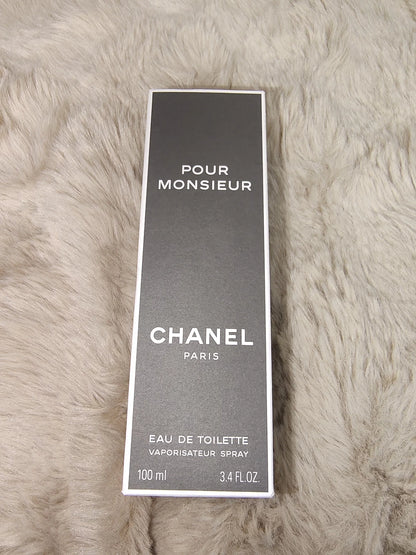 POUR
MONSIEUR
CHANEL
PARIS
EAU DE TOILETTE
VAPORISATEUR SPRAY
100 ml 3.4 FL.OZ.